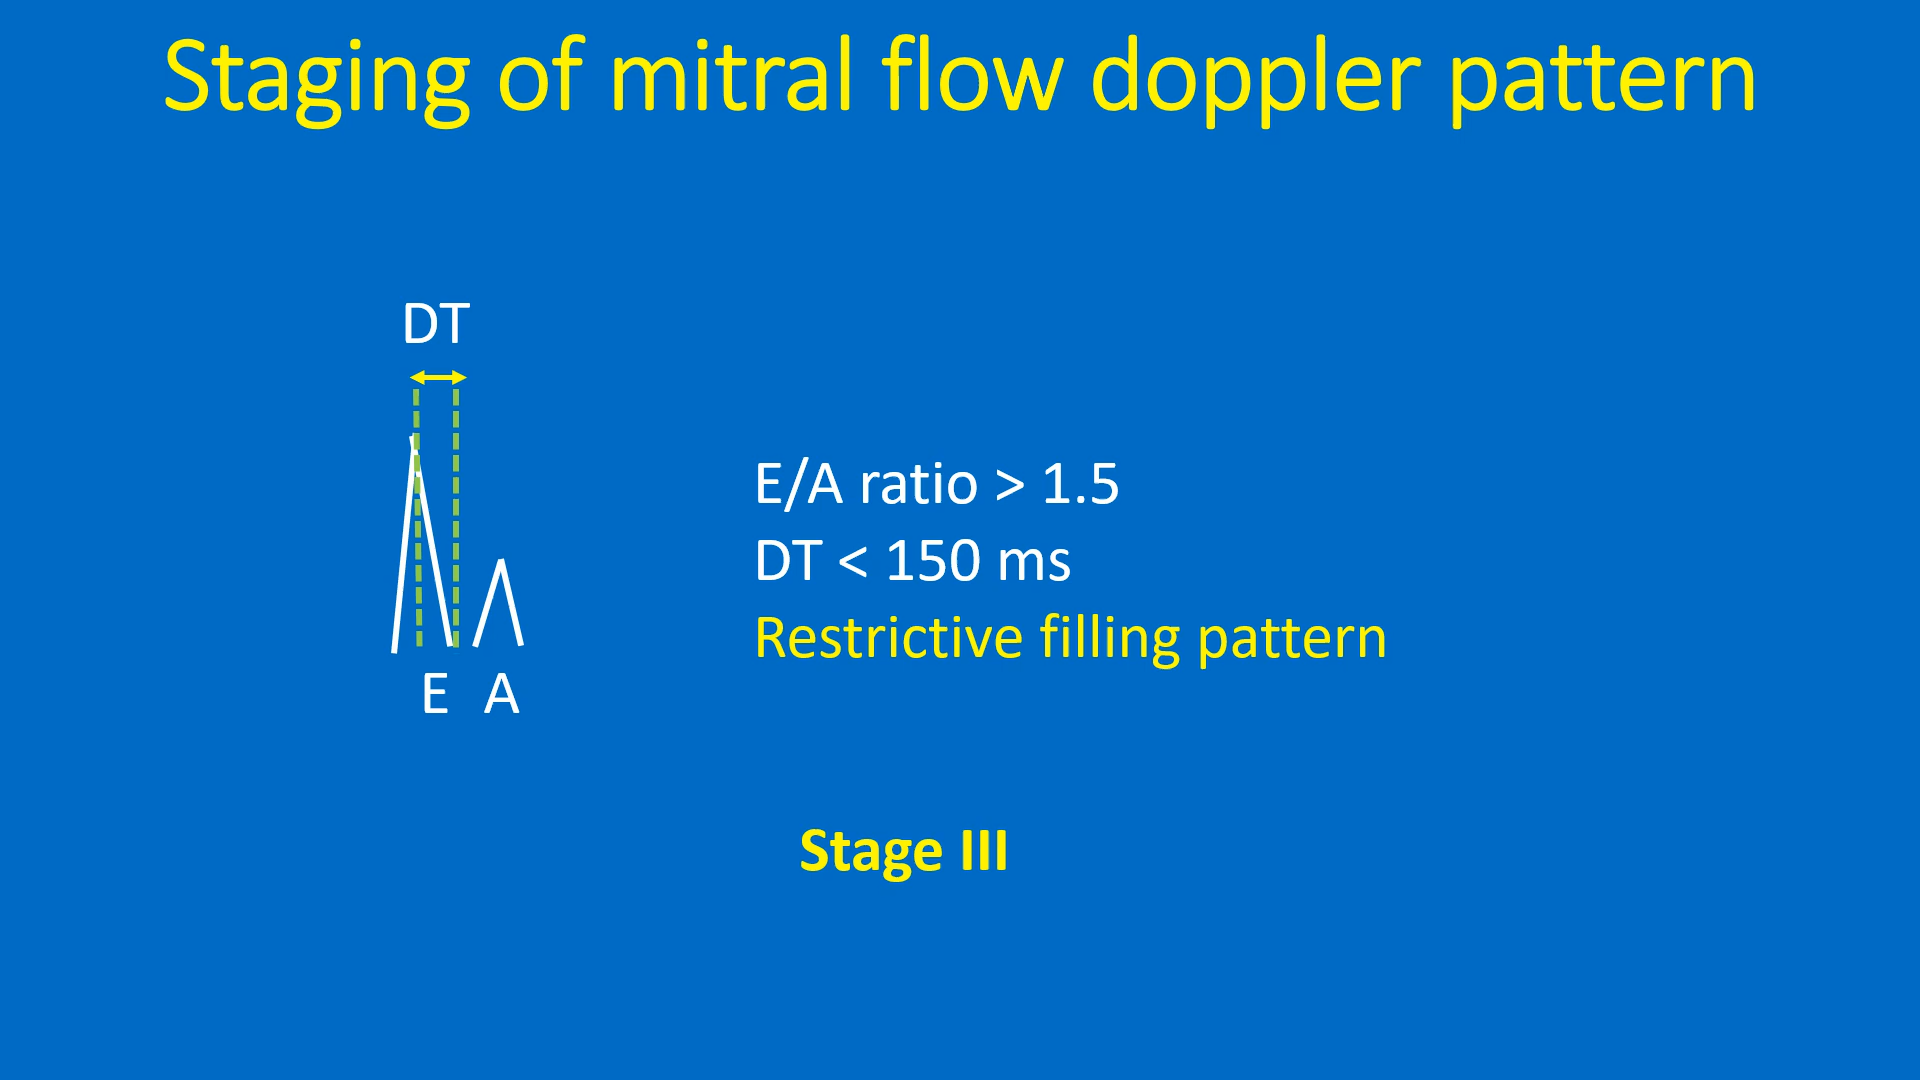 Staging of mitral flow doppler pattern
DT
E/A ratio > 1.5
DT < 150 ms
Restrictive filling pattern
E A
Stage III